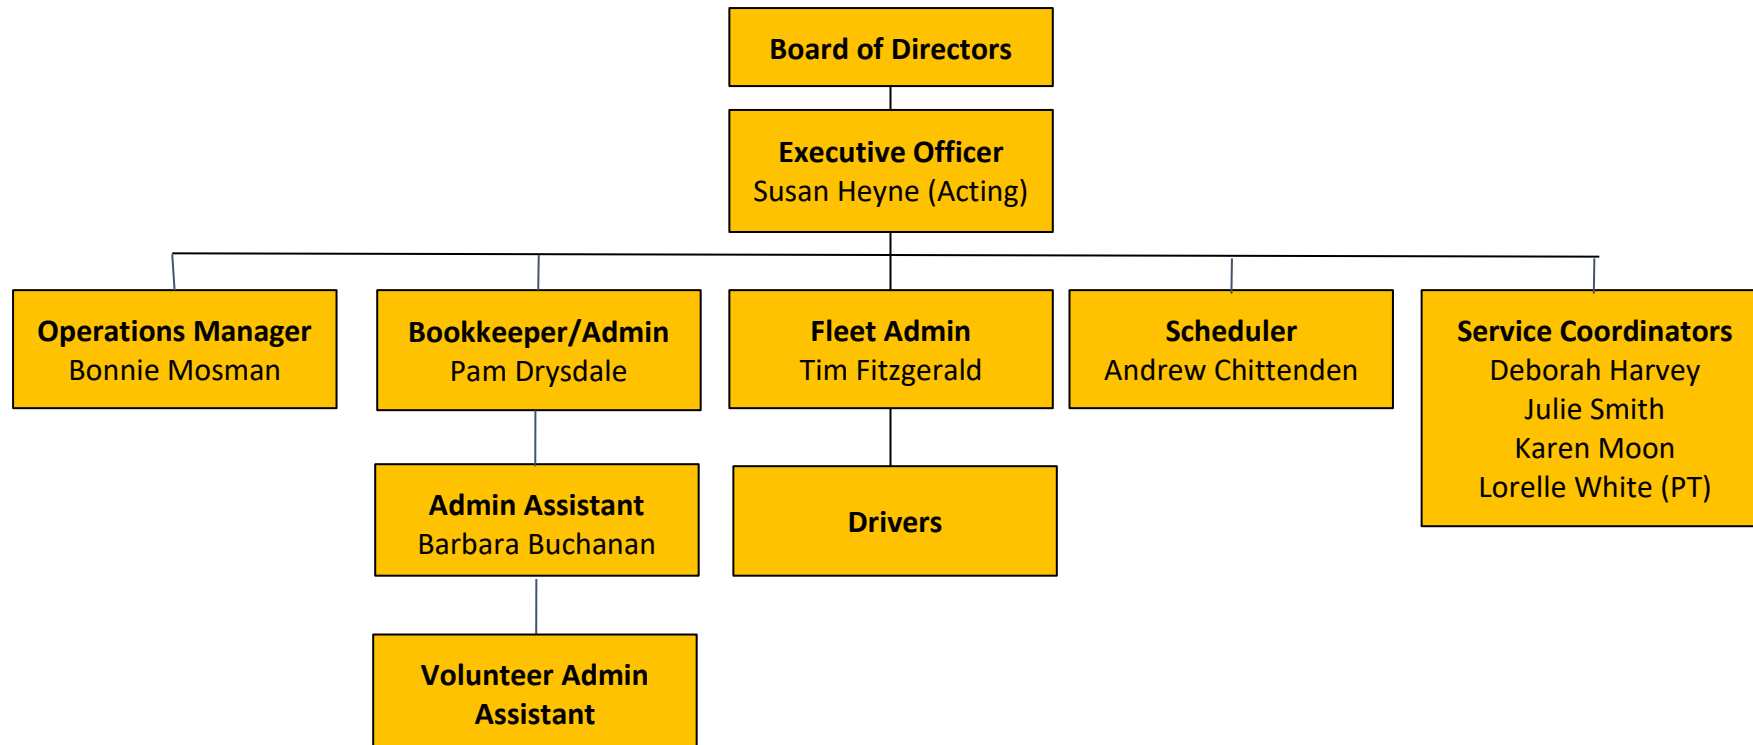 Board of Directors
Executive Officer
Susan Heyne (Acting)
Operations Manager
Bonnie Mosman
Bookkeeper/Admin
Pam Drysdale
Fleet Admin
Tim Fitzgerald
Scheduler
Andrew Chittenden
Service Coordinators
Deborah Harvey
Julie Smith
Karen Moon
Lorelle White (PT)
Admin Assistant
Barbara Buchanan
Drivers
Volunteer Admin
Assistant